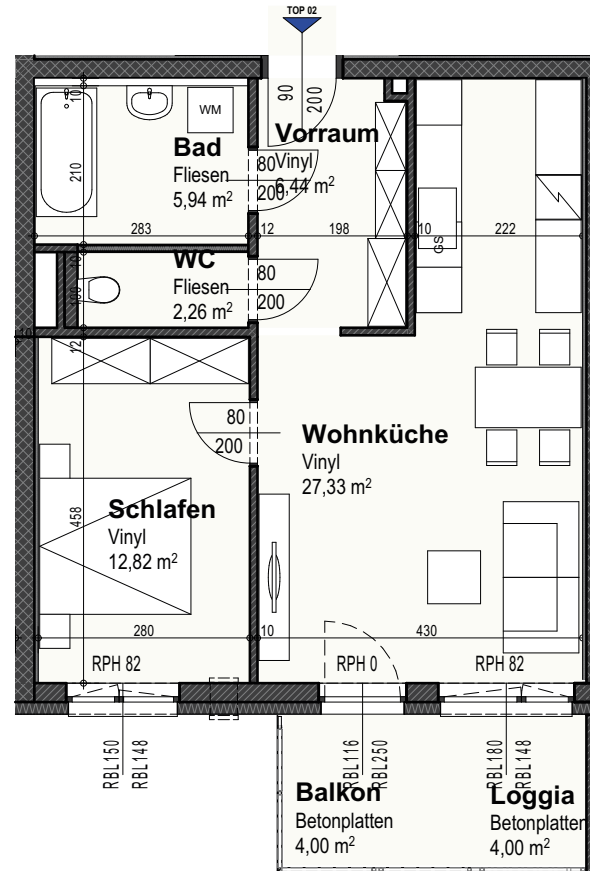 TOP 02
90
200
10
210
WM
Bad
Fliesen
5,94 m²
Vorraum
Vinyl
6,44 m²
80
200
283
12
198
10
222
GS
WC
Fliesen
2,26 m²
80
200
10
100
10
12
80
200
Wohnküche
Vinyl
27,33 m²
Schlafen
Vinyl
12,82 m²
458
280
10
430
RPH 82
RPH 0
RPH 82
RBL150
RBL148
RBL116
RBL250
RBL180
RBL148
Balkon
Betonplatten
4,00 m²
Loggia
Betonplatten
4,00 m²